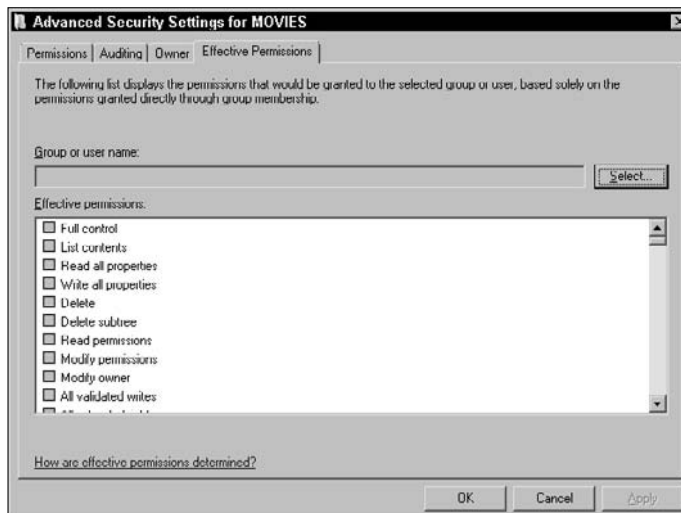 Advanced Security Settings for MOVIES
Permissions Auditing Owner Effective Permissions
The following list displays the permissions that would be granted to the selected group or user, based solely on the
permissions granted directly through group membership.
Group or user name:
Select...
Effective permissions:
Full control
List contents
Read all properties
Write all properties
Delete
Delete subtree
Read permissions
Modify permissions
Modify owner
All validated writes
How are effective permissions determined?
OK Cancel Apply